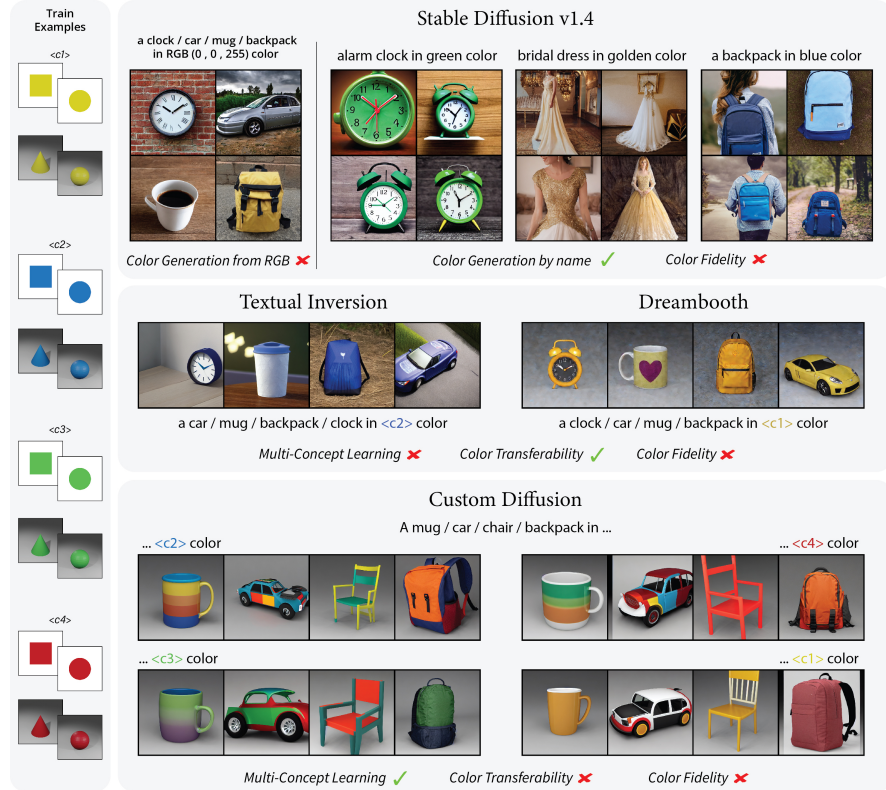 Train
Examples
<c1>
<c2>
<c3>
<c4>
Stable Diffusion v1.4
a clock / car / mug / backpack
in RGB (0 , 0 , 255) color
alarm clock in green color
bridal dress in golden color
a backpack in blue color
Color Generation from RGB ✘
Color Generation by name ✓
Color Fidelity ✘
Textual Inversion
a car / mug / backpack / clock in <c2> color
Dreambooth
a clock / car / mug / backpack in <c1> color
Multi-Concept Learning ✘
Color Transferability ✓
Color Fidelity ✘
Custom Diffusion
A mug / car / chair / backpack in ...
... <c2> color
... <c4> color
... <c3> color
... <c1> color
Multi-Concept Learning ✓
Color Transferability ✘
Color Fidelity ✘